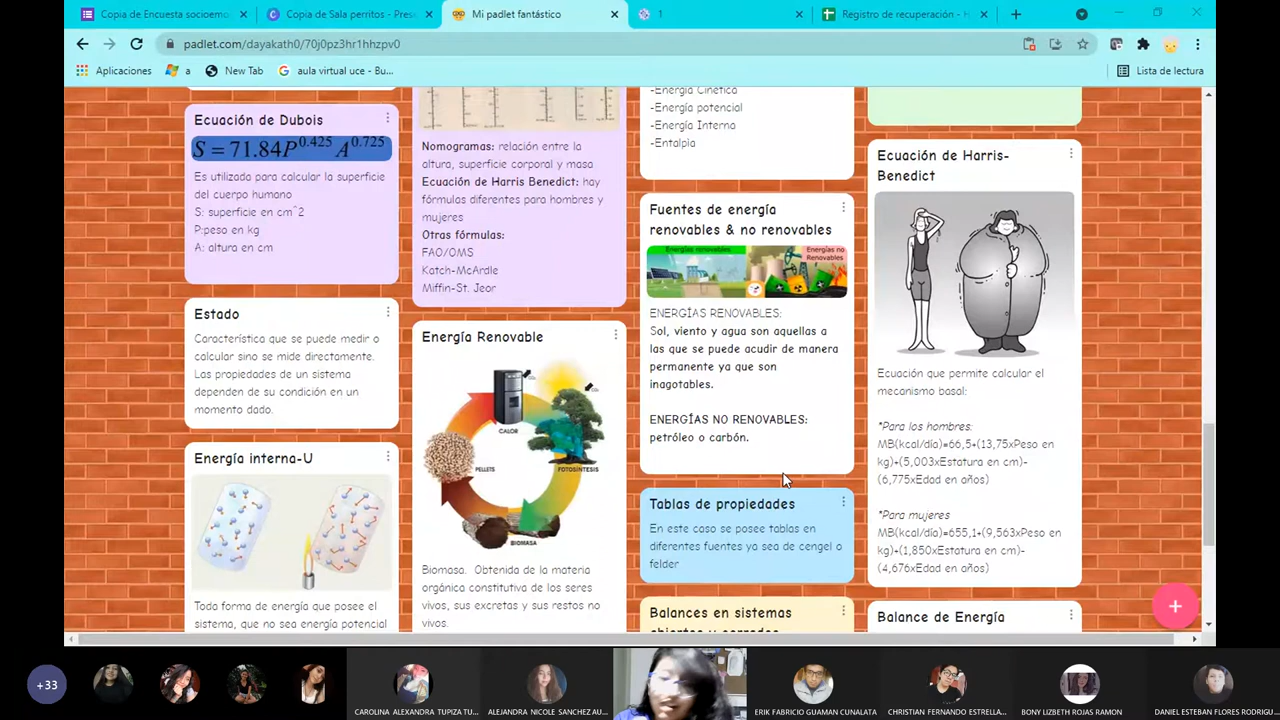 Copia de Encuesta socioemo
Copia de Sala perritos - Prese
Mi padlet fantástico
1
Registro de recuperación - H
padlet.com/dayakath0/70j0pz3hr1hhzpv0
Aplicaciones
a
New Tab
aula virtual uce - Bu...
Lista de lectura
Ecuación de Dubois
S = 71.84P^0.425 A^0.725
Es utilizada para calcular la superficie
del cuerpo humano
S: superficie en cm^2
P:peso en kg
A: altura en cm
Estado
Característica que se puede medir o
calcular sino se mide directamente.
Las propiedades de un sistema
dependen de su condición en un
momento dado.
Energía interna-U
Toda forma de energía que posee el
sistema, que no sea energía potencial
Nomogramas: relación entre la
altura, superficie corporal y masa
Ecuación de Harris Benedict: hay
fórmulas diferentes para hombres y
mujeres
Otras fórmulas:
FAO/OMS
Katch-McArdle
Miffin-St. Jeor
Energía Renovable
CALOR
PELLETS
FOTOSÍNTESIS
BIOMASA
Biomasa. Obtenida de la materia
orgánica constitutiva de los seres
vivos, sus excretas y sus restos no
vivos.
-Energía Cinética
-Energía potencial
-Energía Interna
-Entalpia
Fuentes de energía
renovables & no renovables
Energías renovables
Energías no
Renovables
ENERGÍAS RENOVABLES:
Sol, viento y agua son aquellas a
las que se puede acudir de manera
permanente ya que son
inagotables.
ENERGÍAS NO RENOVABLES:
petróleo o carbón.
Tablas de propiedades
En este caso se posee tablas en
diferentes fuentes ya sea de cengel o
felder
Balances en sistemas
abiertos y cerrados
Ecuación de Harris-
Benedict
Ecuación que permite calcular el
mecanismo basal:
*Para los hombres:
MB(kcal/día)=66,5+(13,75xPeso en
kg)+(5,003xEstatura en cm)-
(6,775xEdad en años)
*Para mujeres
MB(kcal/día)=655,1+(9,563xPeso en
kg)+(1,850xEstatura en cm)-
(4,676xEdad en años)
Balance de Energía
+33
CAROLINA ALEXANDRA TUPIZA TU...
ALEJANDRA NICOLE SANCHEZ AU...
ERIK FABRICIO GUAMAN CUNALATA
CHRISTIAN FERNANDO ESTRELLA...
BONY LIZBETH ROJAS RAMON
DANIEL ESTEBAN FLORES RODRIGU